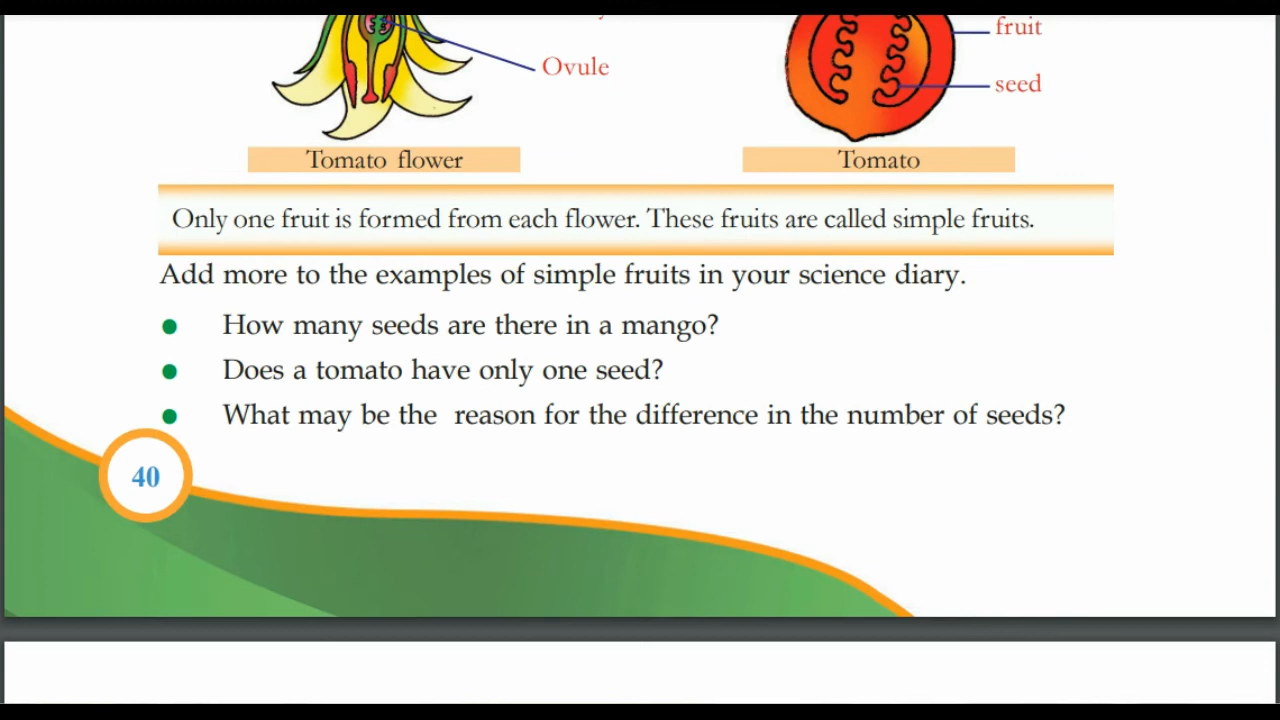 fruit
Ovule
seed
Tomato flower
Tomato
Only one fruit is formed from each flower. These fruits are called simple fruits.
Add more to the examples of simple fruits in your science diary.
● How many seeds are there in a mango?
● Does a tomato have only one seed?
● What may be the reason for the difference in the number of seeds?
40